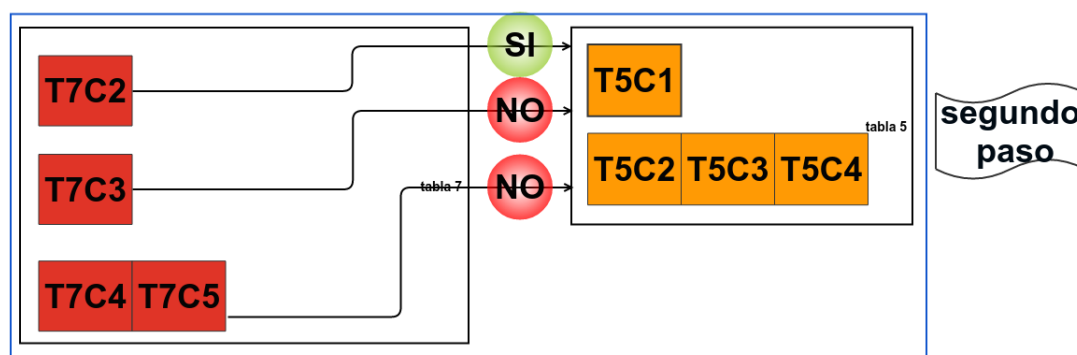 SI
T7C2
T5C1
NO
tabla 5
segundo
paso
T7C3
tabla 7
NO
T5C2 T5C3 T5C4
T7C4 T7C5